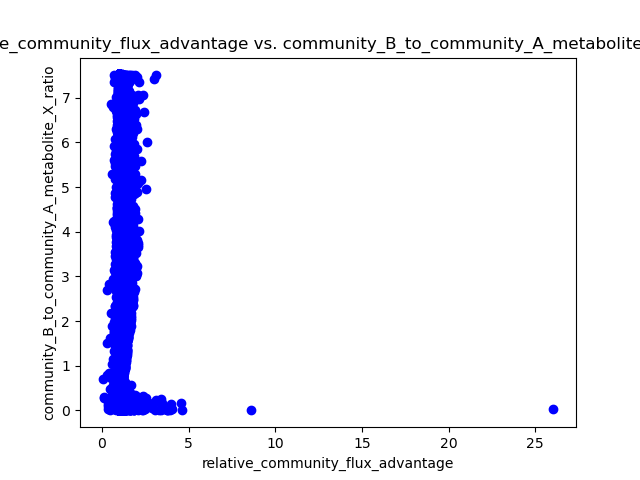 e_community_flux_advantage vs. community_B_to_community_A_metabolite
community_B_to_community_A_metabolite_X_ratio
7
6
5
4
3
2
1
0
0 5 10 15 20 25
relative_community_flux_advantage